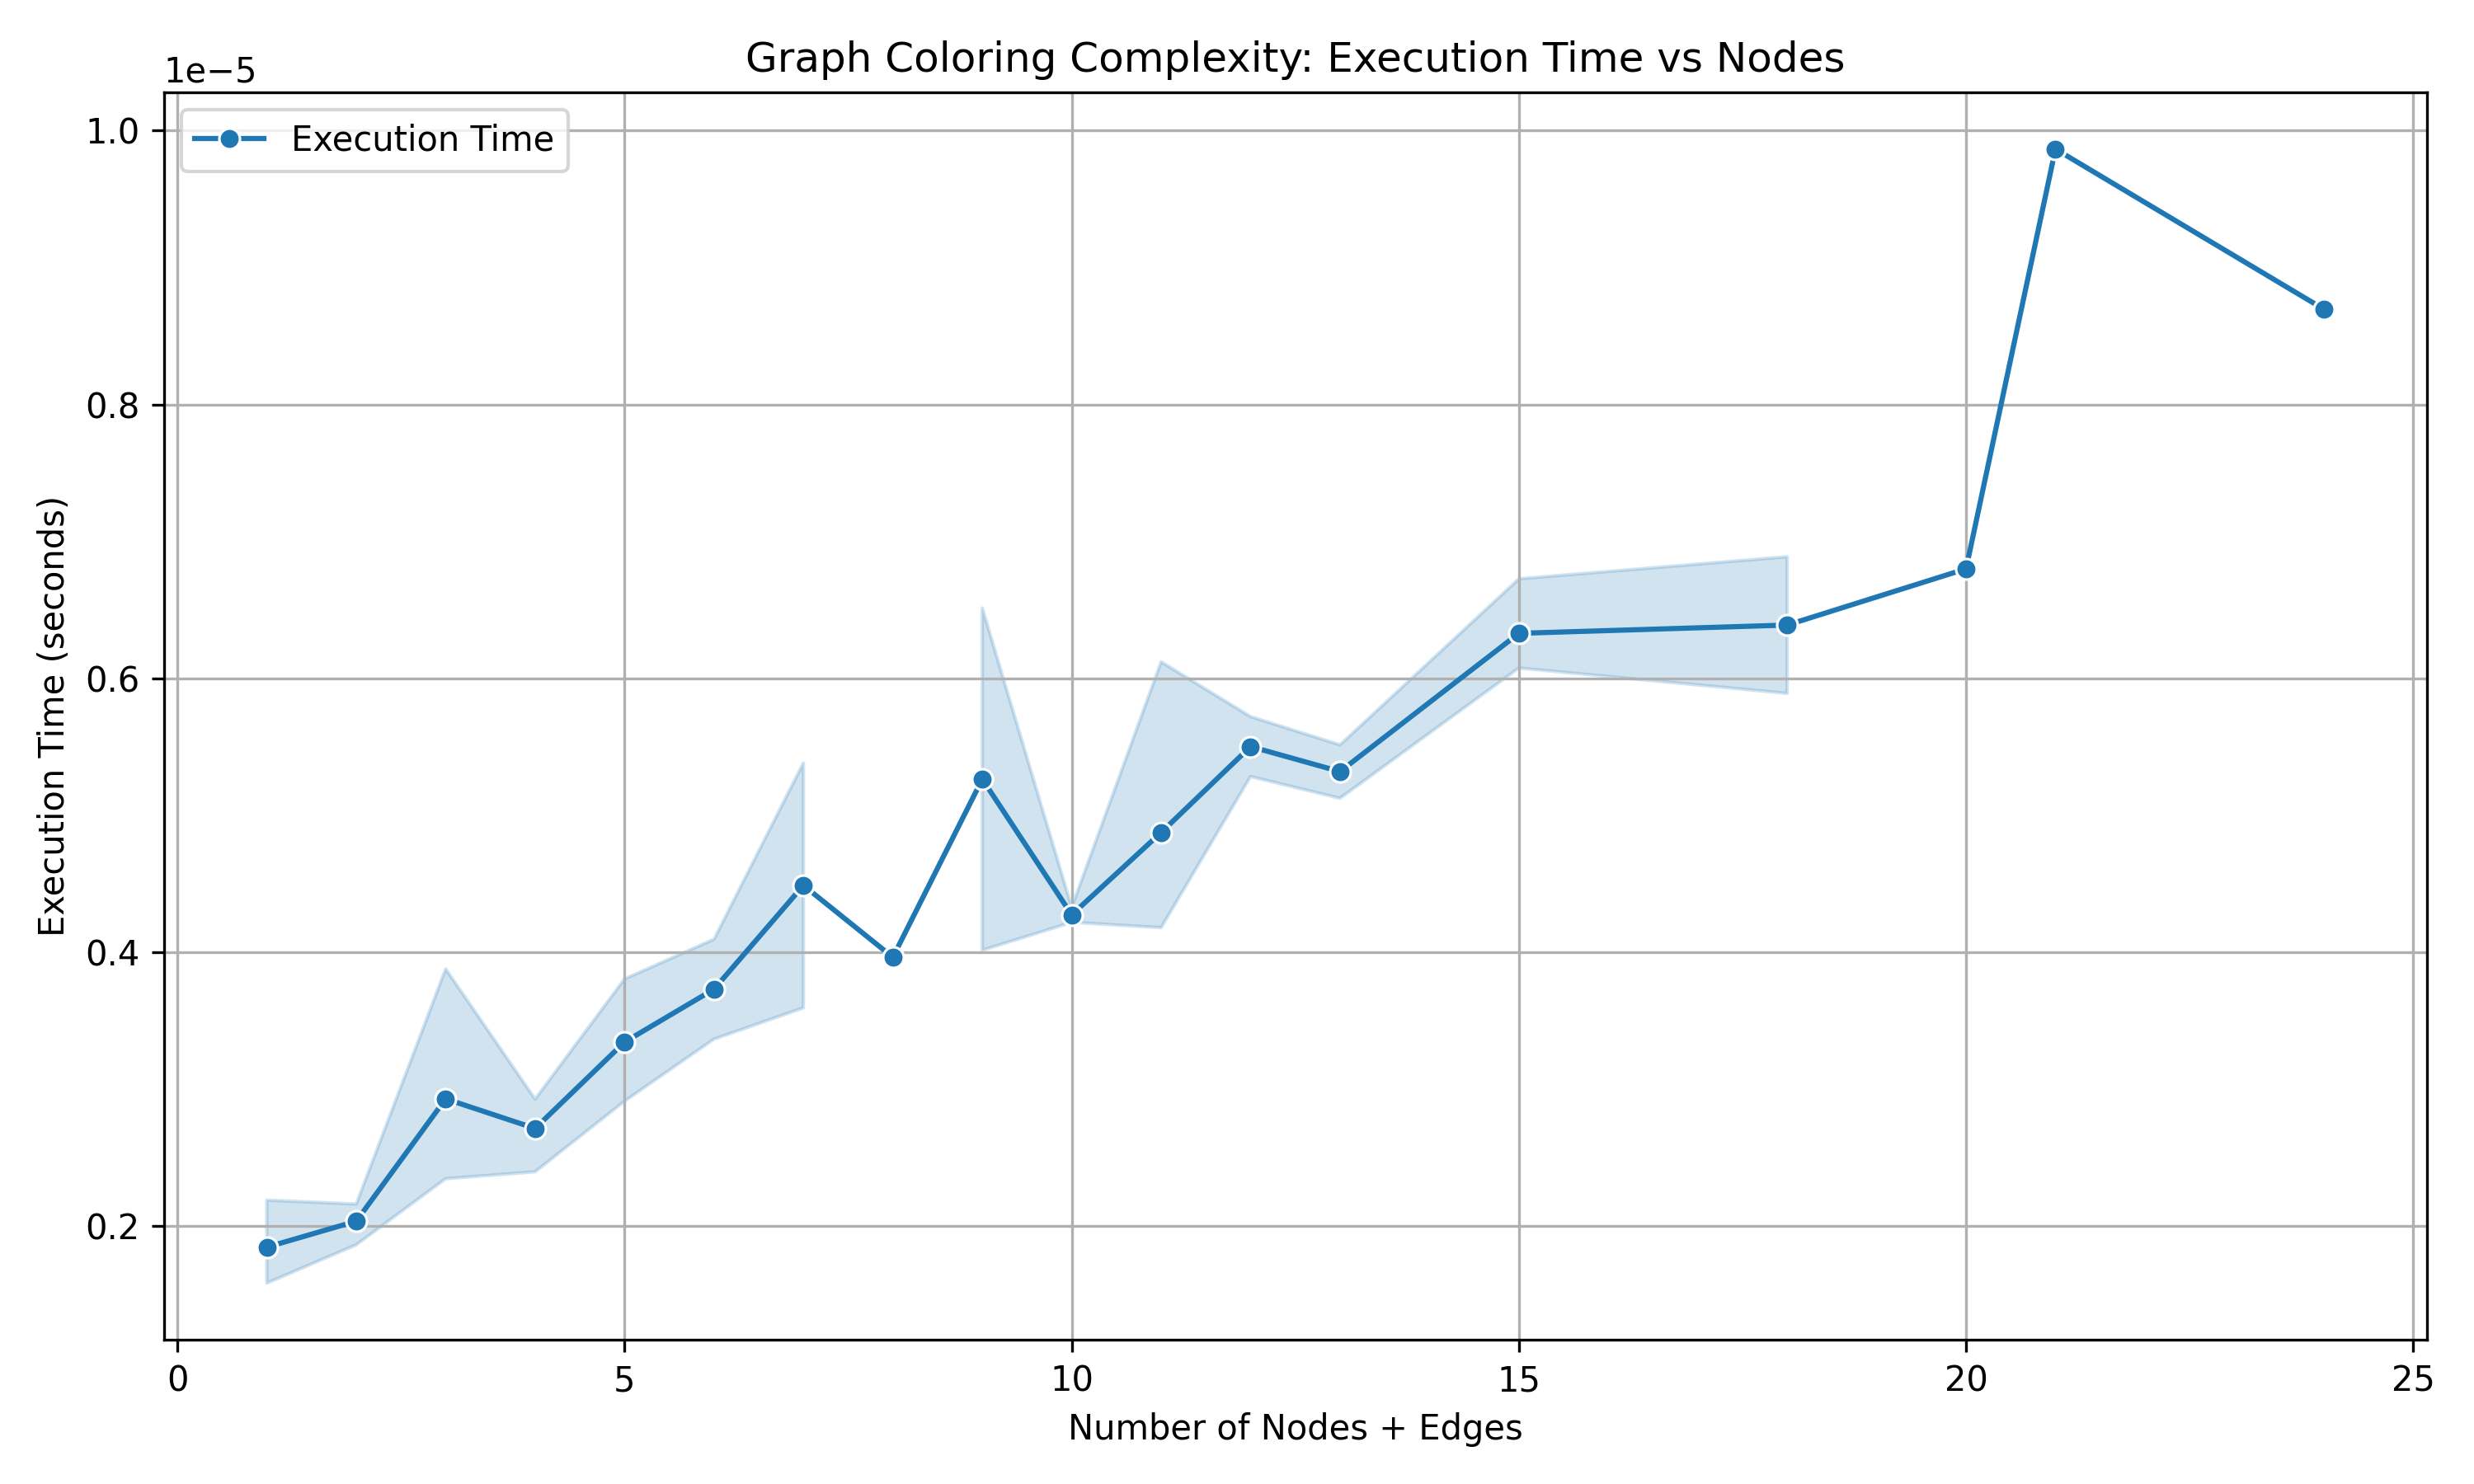 Graph Coloring Complexity: Execution Time vs Nodes
1e−5
Execution Time
1.0
0.8
0.6
0.4
0.2
Execution Time (seconds)
0 5 10 15 20 25
Number of Nodes + Edges